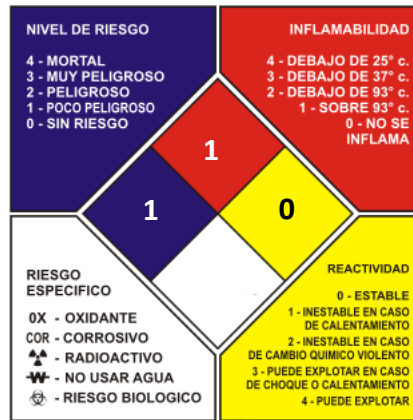 NIVEL DE RIESGO
4 - MORTAL
3 - MUY PELIGROSO
2 - PELIGROSO
1 - POCO PELIGROSO
0 - SIN RIESGO
INFLAMABILIDAD
4 - DEBAJO DE 25° c.
3 - DEBAJO DE 37° c.
2 - DEBAJO DE 93° c.
1 - SOBRE 93° c.
0 - NO SE
INFLAMA
1
1
0
RIESGO
ESPECIFICO
0X - OXIDANTE
COR - CORROSIVO
☢ - RADIOACTIVO
W - NO USAR AGUA
☣ - RIESGO BIOLOGICO
REACTIVIDAD
0 - ESTABLE
1 - INESTABLE EN CASO
DE CALENTAMIENTO
2 - INESTABLE EN CASO
DE CAMBIO QUIMICO VIOLENTO
3 - PUEDE EXPLOTAR EN CASO
DE CHOQUE O CALENTAMIENTO
4 - PUEDE EXPLOTAR